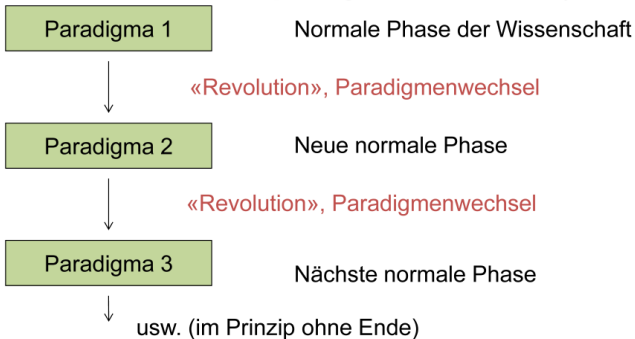 Paradigma 1
Normale Phase der Wissenschaft
«Revolution», Paradigmenwechsel
Paradigma 2
Neue normale Phase
«Revolution», Paradigmenwechsel
Paradigma 3
Nächste normale Phase
usw. (im Prinzip ohne Ende)